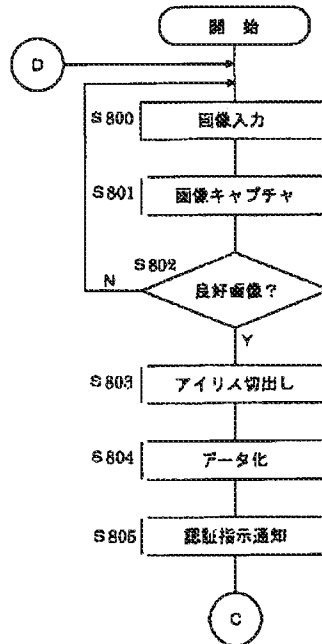 開始
D
S800
画像入力
S801
画像キャプチャ
S802
良好画像?
N
Y
S803
アイリス切出し
S804
データ化
S805
認証指示通知
C